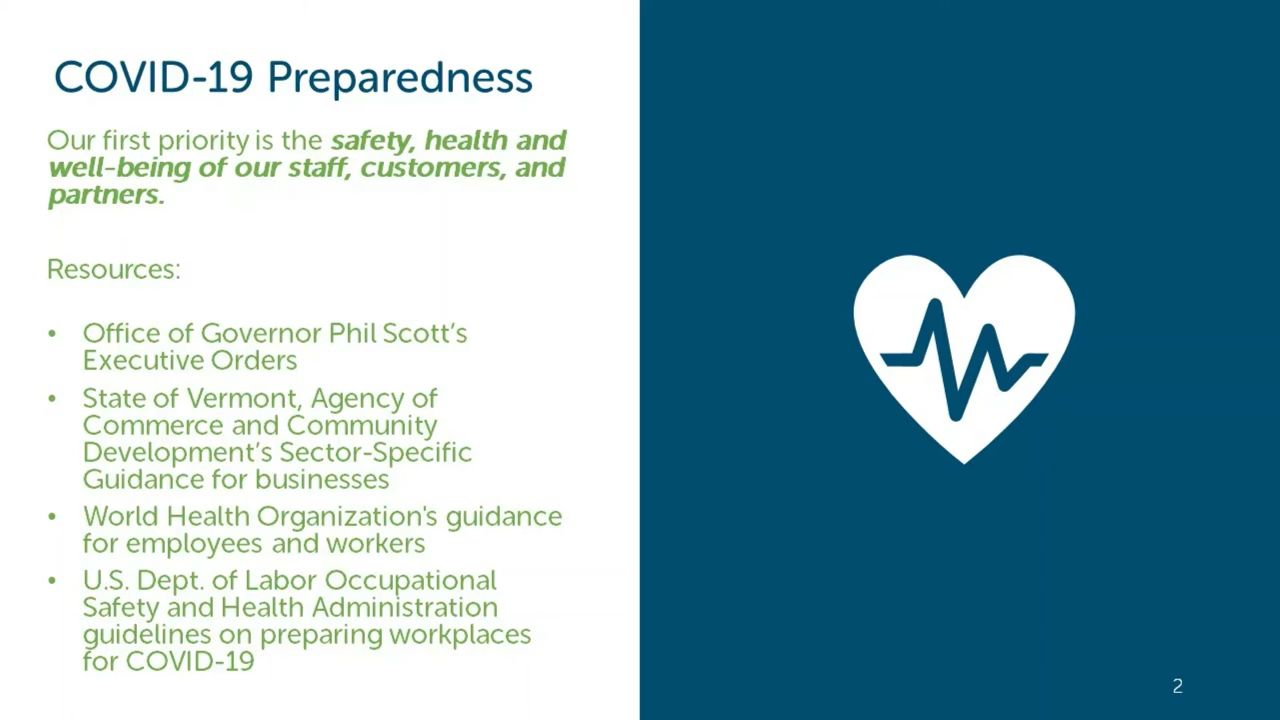 COVID-19 Preparedness
Our first priority is the safety, health and
well-being of our staff, customers, and
partners.
Resources:
• Office of Governor Phil Scott’s
Executive Orders
• State of Vermont, Agency of
Commerce and Community
Development’s Sector-Specific
Guidance for businesses
• World Health Organization's guidance
for employees and workers
• U.S. Dept. of Labor Occupational
Safety and Health Administration
guidelines on preparing workplaces
for COVID-19
2